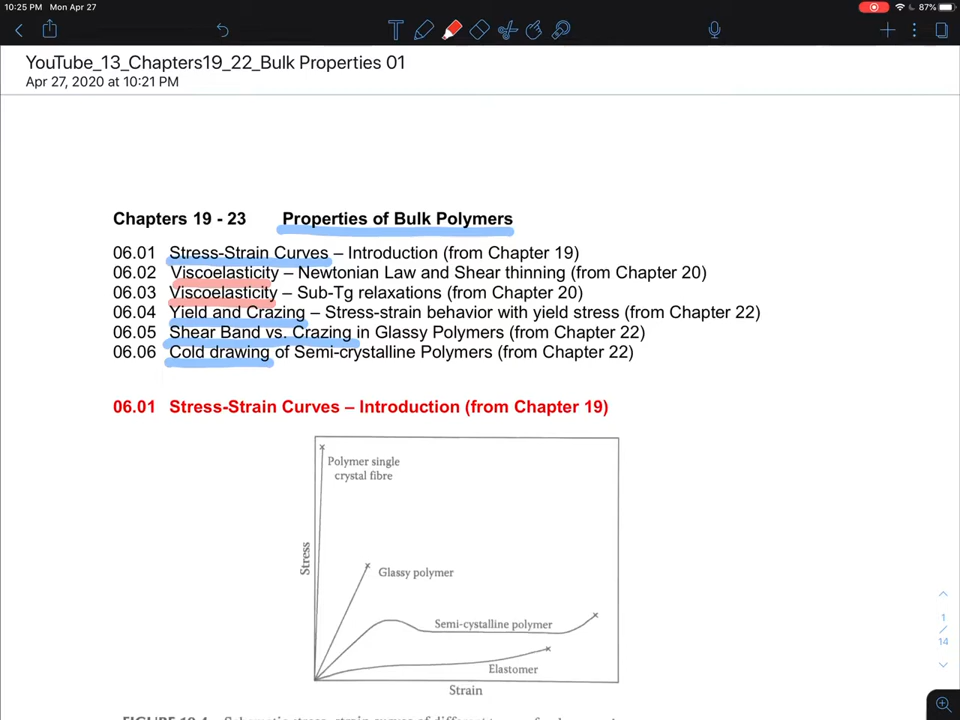 10:25 PM Mon Apr 27
87%
YouTube_13_Chapters19_22_Bulk Properties 01
Apr 27, 2020 at 10:21 PM
Chapters 19 - 23 Properties of Bulk Polymers
06.01 Stress-Strain Curves – Introduction (from Chapter 19)
06.02 Viscoelasticity – Newtonian Law and Shear thinning (from Chapter 20)
06.03 Viscoelasticity – Sub-Tg relaxations (from Chapter 20)
06.04 Yield and Crazing – Stress-strain behavior with yield stress (from Chapter 22)
06.05 Shear Band vs. Crazing in Glassy Polymers (from Chapter 22)
06.06 Cold drawing of Semi-crystalline Polymers (from Chapter 22)
06.01 Stress-Strain Curves – Introduction (from Chapter 19)
Polymer single
crystal fibre
Stress
Glassy polymer
Semi-cystalline polymer
Elastomer
Strain
1
/
14